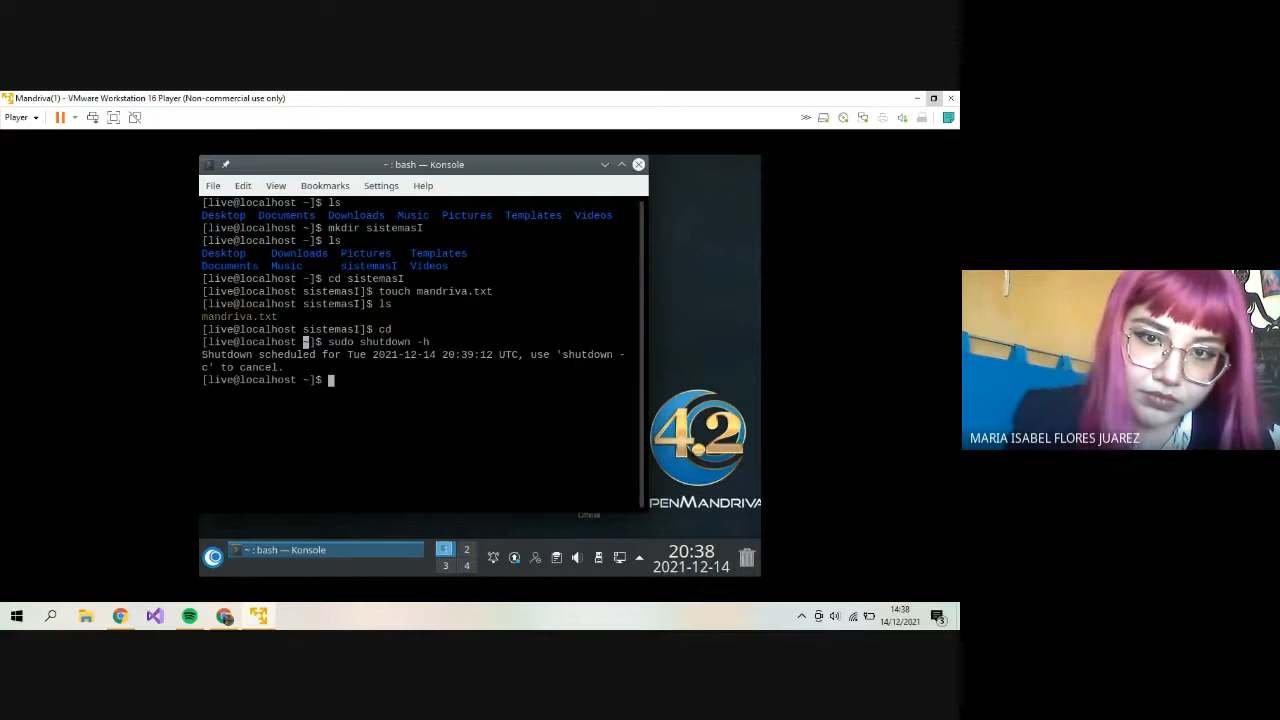 Mandriva(1) - VMware Workstation 16 Player (Non-commercial use only)
Player
~ : bash — Konsole
File Edit View Bookmarks Settings Help
[live@localhost ~]$ ls
Desktop Documents Downloads Music Pictures Templates Videos
[live@localhost ~]$ mkdir sistemasI
[live@localhost ~]$ ls
Desktop Downloads Pictures Templates
Documents Music sistemasI Videos
[live@localhost ~]$ cd sistemasI
[live@localhost sistemasI]$ touch mandriva.txt
[live@localhost sistemasI]$ ls
mandriva.txt
[live@localhost sistemasI]$ cd
[live@localhost ~]$ sudo shutdown -h
Shutdown scheduled for Tue 2021-12-14 20:39:12 UTC, use 'shutdown -
c' to cancel.
[live@localhost ~]$
4.2
PENMANDRIVA
Official
~ : bash — Konsole
1 2
3 4
20:38
2021-12-14
14:38
14/12/2021
3
MARIA ISABEL FLORES JUAREZ